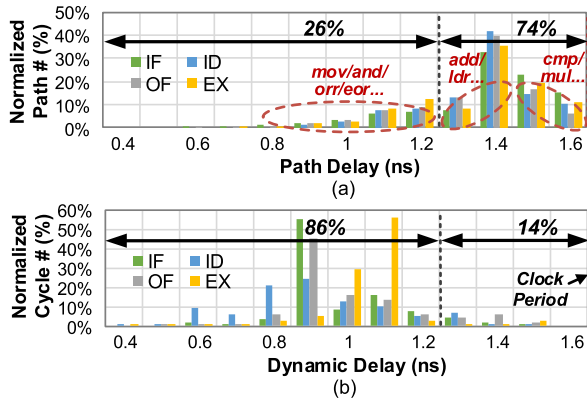 Normalized
Path # (%)
50%
40%
30%
20%
10%
0%
26%
74%
IF
ID
OF
EX
mov/and/
orr/eor...
add/
ldr...
cmp/
mul...
0.4 0.6 0.8 1 1.2 1.4 1.6
Path Delay (ns)
(a)
Normalized
Cycle # (%)
60%
50%
40%
30%
20%
10%
0%
86%
14%
IF
ID
OF
EX
Clock
Period
0.4 0.6 0.8 1 1.2 1.4 1.6
Dynamic Delay (ns)
(b)